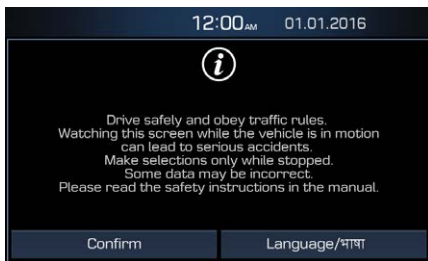 12:00AM 01.01.2016
i
Drive safely and obey traffic rules.
Watching this screen while the vehicle is in motion
can lead to serious accidents.
Make selections only while stopped.
Some data may be incorrect.
Please read the safety instructions in the manual.
Confirm Language/भाषा